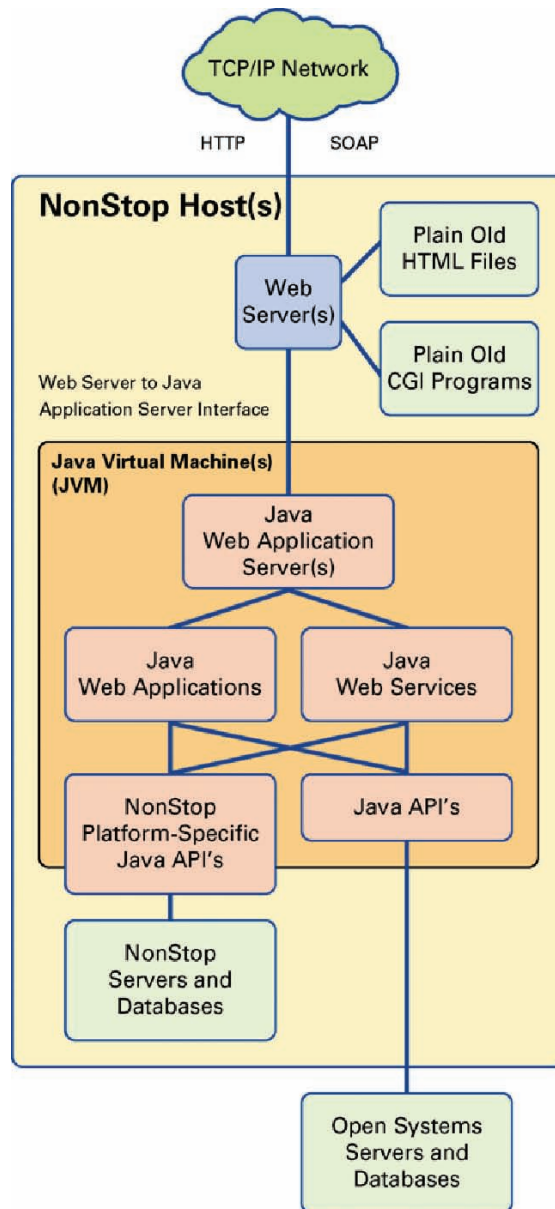 TCP/IP Network
HTTP
SOAP
NonStop Host(s)
Plain Old
HTML Files
Web
Server(s)
Plain Old
CGI Programs
Web Server to Java
Application Server Interface
Java Virtual Machine(s)
(JVM)
Java
Web Application
Server(s)
Java
Web Applications
Java
Web Services
NonStop
Platform-Specific
Java API's
Java API's
NonStop
Servers and
Databases
Open Systems
Servers and
Databases